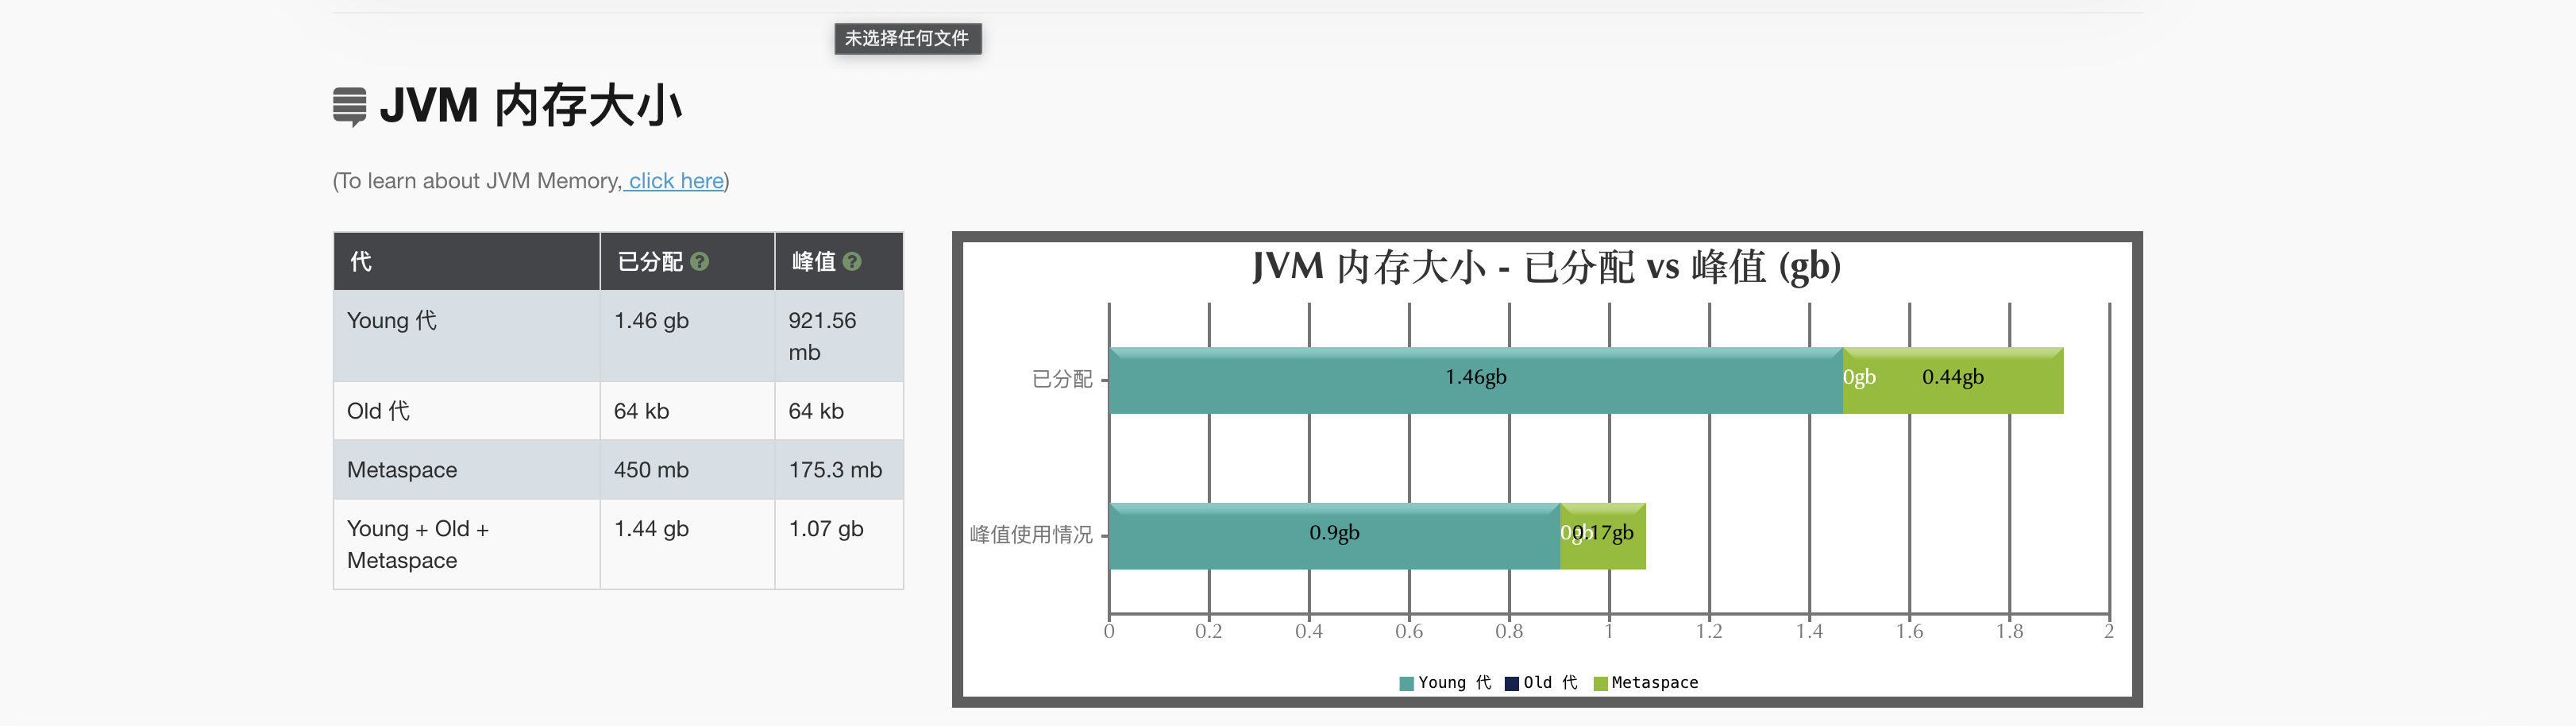 未选择任何文件
JVM 内存大小
(To learn about JVM Memory, click here)
代 已分配 峰值
Young 代 1.46 gb 921.56 mb
Old 代 64 kb 64 kb
Metaspace 450 mb 175.3 mb
Young + Old + Metaspace 1.44 gb 1.07 gb
JVM 内存大小 - 已分配 vs 峰值 (gb)
已分配 1.46gb 0gb 0.44gb
峰值使用情况 0.9gb 0gb 0.17gb
0 0.2 0.4 0.6 0.8 1 1.2 1.4 1.6 1.8 2
Young 代 Old 代 Metaspace